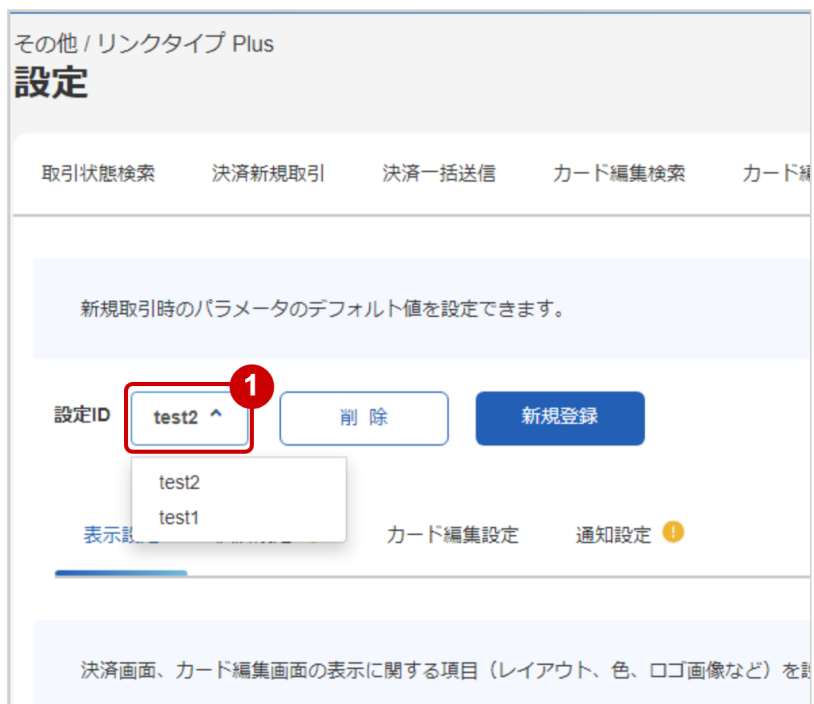 その他 / リンクタイプ Plus
設定
取引状態検索 決済新規取引 決済一括送信 カード編集検索 カード
新規取引時のパラメータのデフォルト値を設定できます。
1
設定ID test2 削 除 新規登録
test2
test1
表示設 カード編集設定 通知設定 !
決済画面、カード編集画面の表示に関する項目（レイアウト、色、ロゴ画像など）を